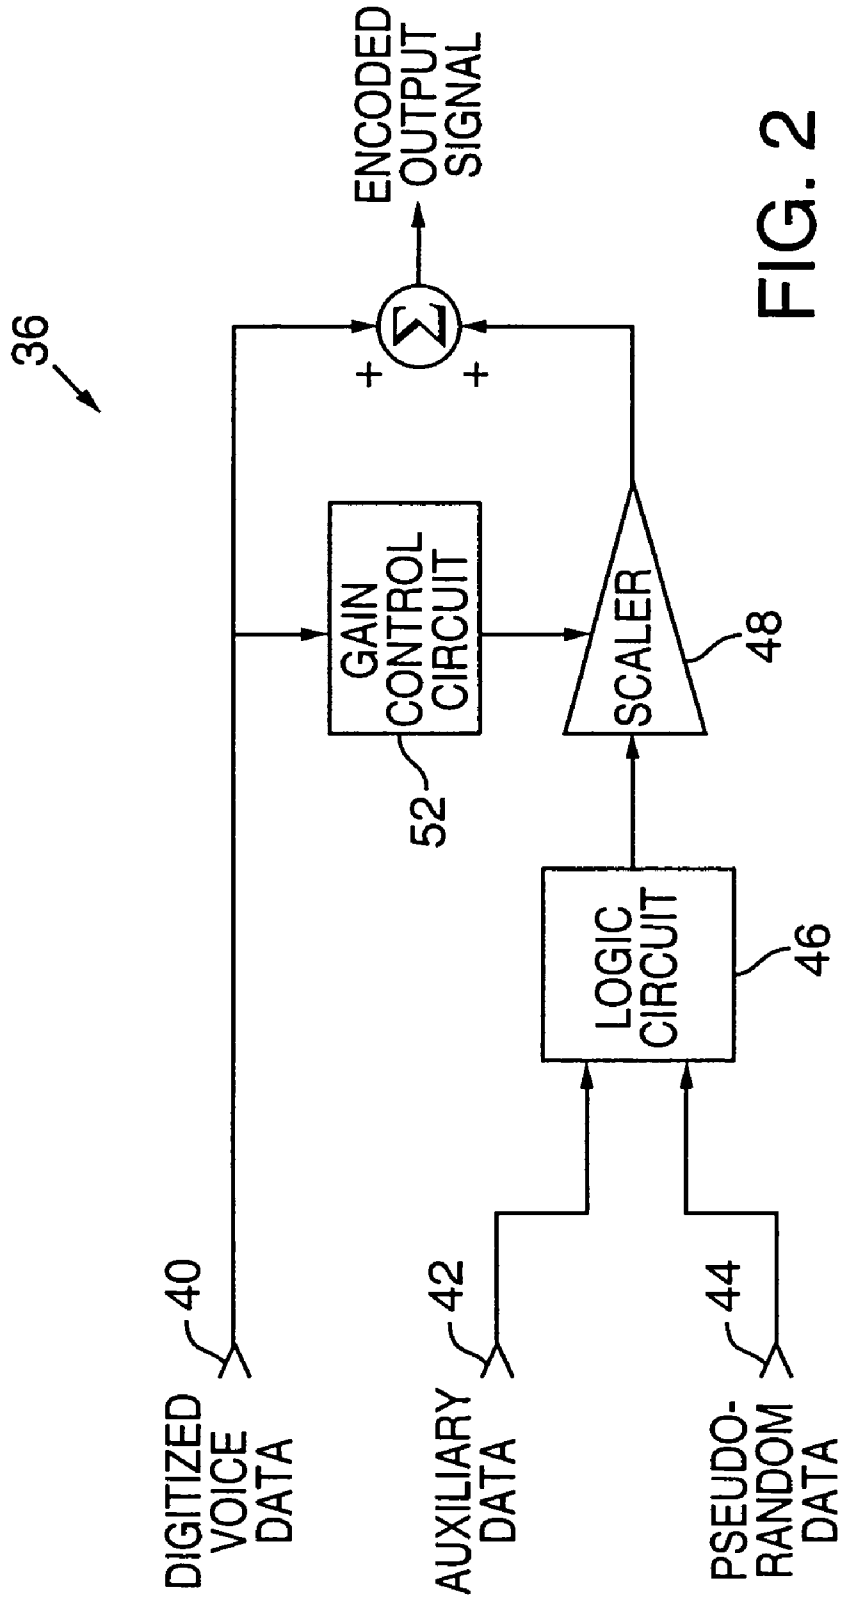 36
DIGITIZED
VOICE
DATA
40
GAIN
CONTROL
CIRCUIT
52
+
Σ
+
ENCODED
OUTPUT
SIGNAL
AUXILIARY
DATA
42
LOGIC
CIRCUIT
46
SCALER
48
PSEUDO-
RANDOM
DATA
44
FIG. 2